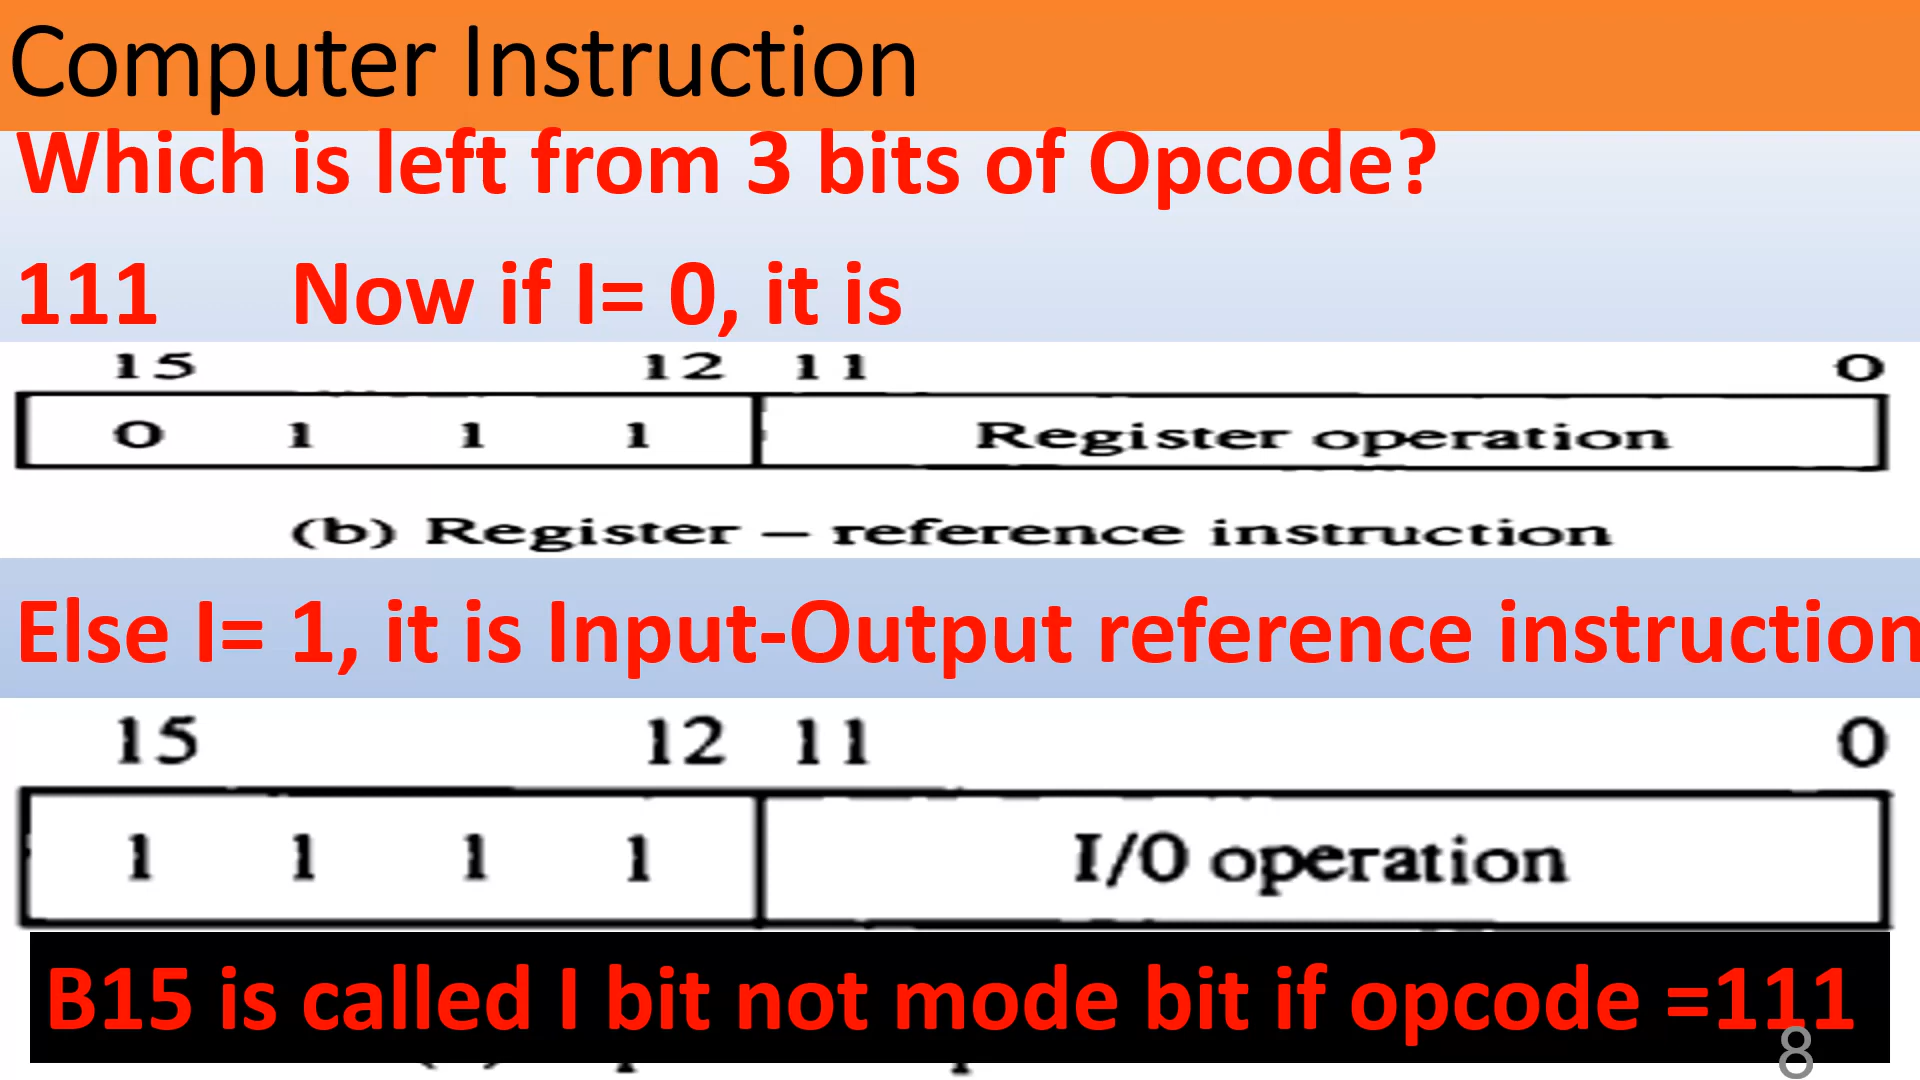 Computer Instruction
Which is left from 3 bits of Opcode?
111 Now if I= 0, it is
15 12 11 0
0 1 1 1 Register operation
(b) Register – reference instruction
Else I= 1, it is Input-Output reference instruction
15 12 11 0
1 1 1 1 I/O operation
B15 is called I bit not mode bit if opcode =111
8